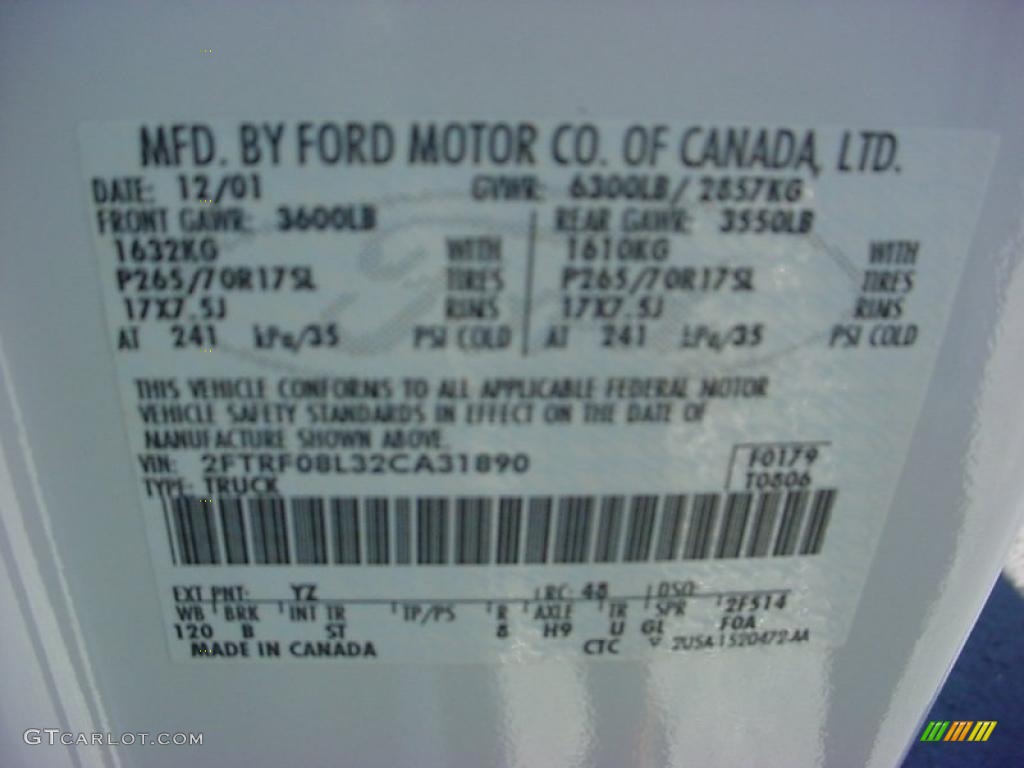 MFD. BY FORD MOTOR CO. OF CANADA, LTD.
DATE: 12/01 GVWR: 6300LB/ 2857KG
FRONT GAWR: 3600LB REAR GAWR: 3550LB
1632KG WITH 1610KG WITH
P265/70R17SL TIRES P265/70R17SL TIRES
17X7.5J RIMS 17X7.5J RIMS
AT 241 kPa/35 PSI COLD AT 241 kPa/35 PSI COLD
THIS VEHICLE CONFORMS TO ALL APPLICABLE FEDERAL MOTOR
VEHICLE SAFETY STANDARDS IN EFFECT ON THE DATE OF
MANUFACTURE SHOWN ABOVE.
VIN: 2FTRF08L32CA31890 F0179
TYPE: TRUCK T0806
EXT PNT: YZ RC: 48 DSO:
WB BRK INT TR TP/PS R AXLE TR SPR 2F514
120 B ST 8 H9 U GL F0A
MADE IN CANADA CTC 2U5A 1520472 AA
GTCARLOT.COM